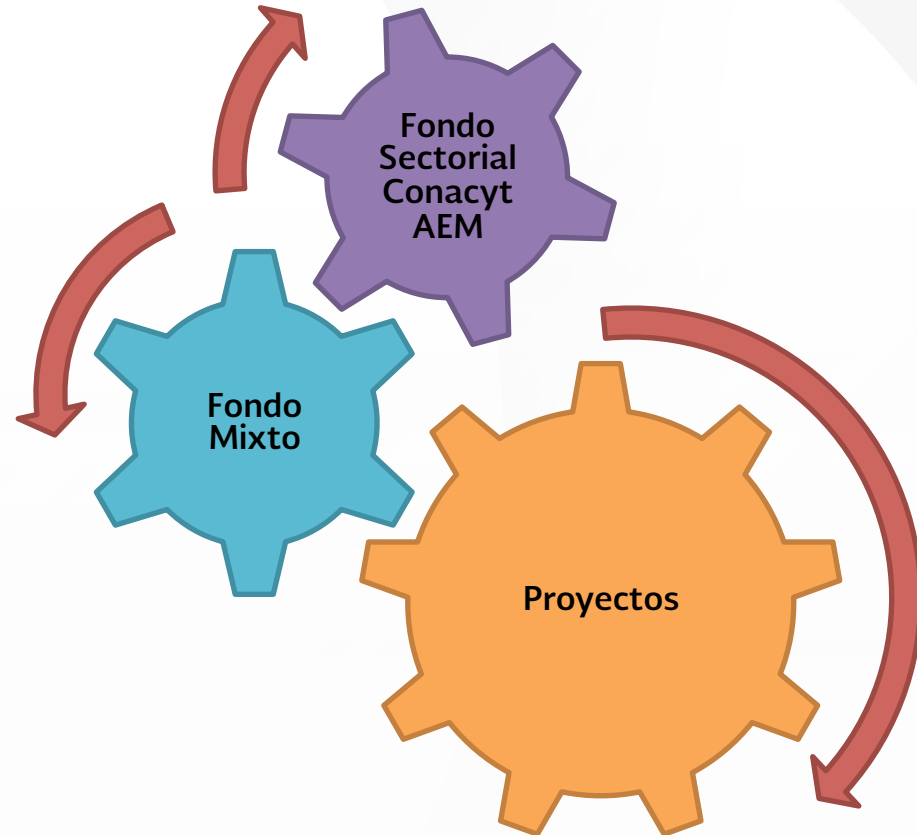 Fondo
Sectorial
Conacyt
AEM
Fondo
Mixto
Proyectos